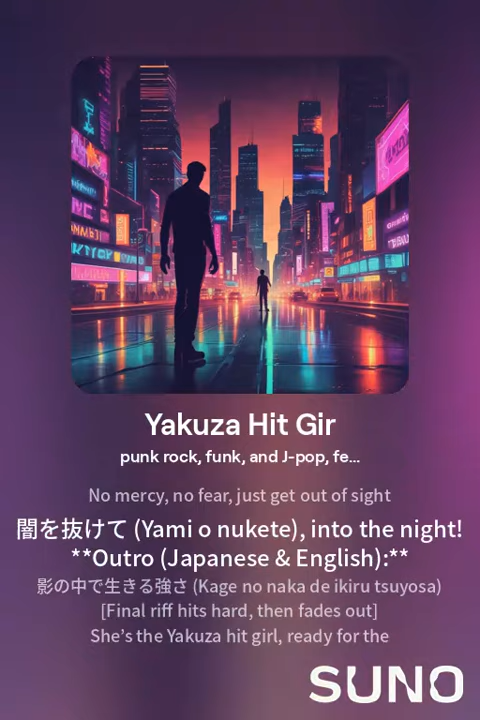 Yakuza Hit Gir
punk rock, funk, and J-pop, fe...
No mercy, no fear, just get out of sight
闇を抜けて (Yami o nukete), into the night!
**Outro (Japanese & English):**
影の中で生きる強さ (Kage no naka de ikiru tsuyosa)
[Final riff hits hard, then fades out]
She's the Yakuza hit girl, ready for the
SUNO